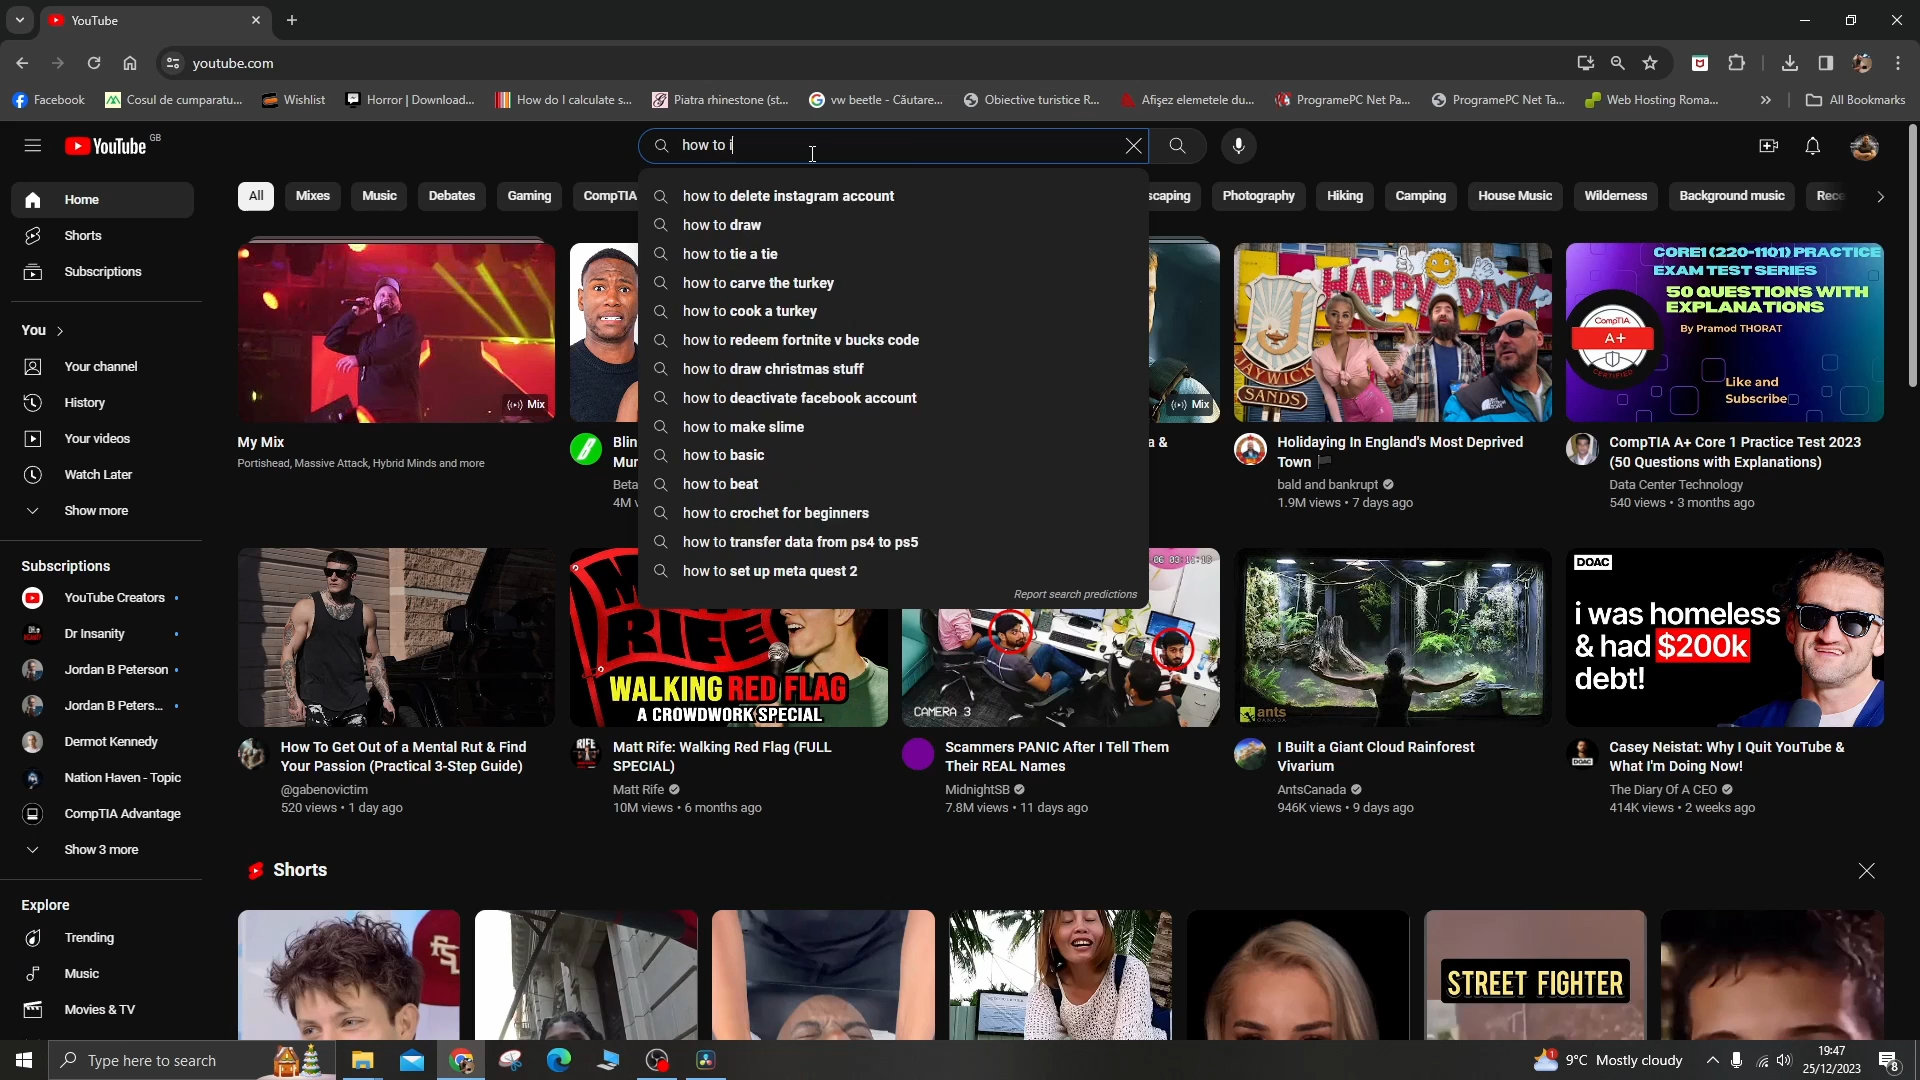 YouTube
youtube.com
Facebook
Cosul de cumparatu...
Wishlist
Horror | Download...
How do I calculate s...
Piatra rhinestone (st...
vw beetle - Căutare...
Obiective turistice R...
Afişez elemetele du...
ProgramePC Net Pa...
ProgramePC Net Ta...
Web Hosting Roma...
»
All Bookmarks
YouTube GB
how to i
how to delete instagram account
how to draw
how to tie a tie
how to carve the turkey
how to cook a turkey
how to redeem fortnite v bucks code
how to draw christmas stuff
how to deactivate facebook account
how to make slime
how to basic
how to beat
how to crochet for beginners
how to transfer data from ps4 to ps5
how to set up meta quest 2
Report search predictions
Home
Shorts
Subscriptions
You
Your channel
History
Your videos
Watch Later
Show more
Subscriptions
YouTube Creators
Dr Insanity
Jordan B Peterson
Jordan B Peters...
Dermot Kennedy
Nation Haven - Topic
CompTIA Advantage
Show 3 more
Explore
Trending
Music
Movies & TV
All
Mixes
Music
Debates
Gaming
CompTIA
scaping
Photography
Hiking
Camping
House Music
Wilderness
Background music
Rece
Mix
My Mix
Portishead, Massive Attack, Hybrid Minds and more
Blin
Mur
Beta
4M v
Mix
a &
HAPPY DAYZ
JAYWICK
SANDS
Holidaying In England's Most Deprived
Town
bald and bankrupt
1.9M views • 7 days ago
CORE1 (220-1101) PRACTICE
EXAM TEST SERIES
50 QUESTIONS WITH
EXPLANATIONS
By Pramod THORAT
CompTIA
A+
CERTIFIED
Like and
Subscribe
CompTIA A+ Core 1 Practice Test 2023
(50 Questions with Explanations)
Data Center Technology
540 views • 3 months ago
How To Get Out of a Mental Rut & Find
Your Passion (Practical 3-Step Guide)
@gabenovictim
520 views • 1 day ago
RIFE
WALKING RED FLAG
A CROWDWORK SPECIAL
Matt Rife: Walking Red Flag (FULL
SPECIAL)
Matt Rife
10M views • 6 months ago
CAMERA 3
Scammers PANIC After I Tell Them
Their REAL Names
MidnightSB
7.8M views • 11 days ago
ants
CANADA
I Built a Giant Cloud Rainforest
Vivarium
AntsCanada
946K views • 9 days ago
DOAC
i was homeless
& had $200k
debt!
Casey Neistat: Why I Quit YouTube &
What I'm Doing Now!
The Diary Of A CEO
414K views • 2 weeks ago
Shorts
STREET FIGHTER
Type here to search
9°C Mostly cloudy
19:47
25/12/2023
8